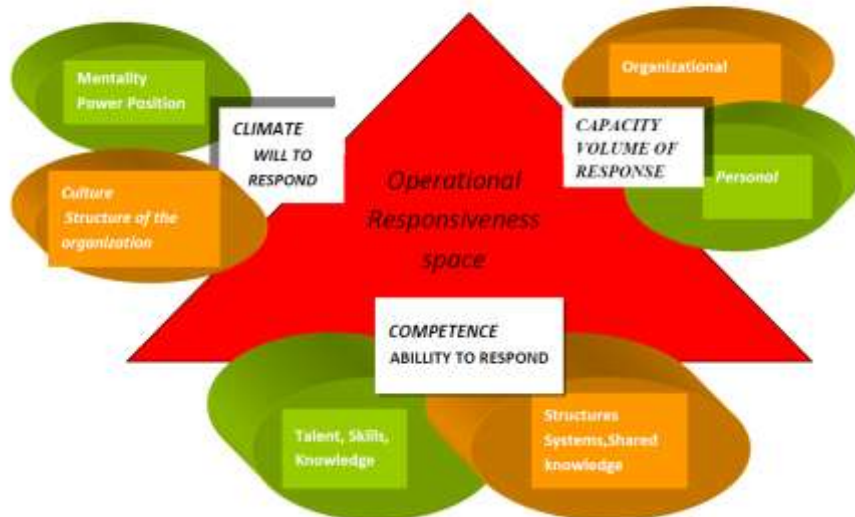 Mentality
Power Position
Organizational
CLIMATE
WILL TO
RESPOND
CAPACITY
VOLUME OF
RESPONSE
Culture
Structure of the
organization
Operational
Responsiveness
space
Personal
COMPETENCE
ABILLITY TO RESPOND
Talent, Skills,
Knowledge
Structures
Systems,Shared
knowledge